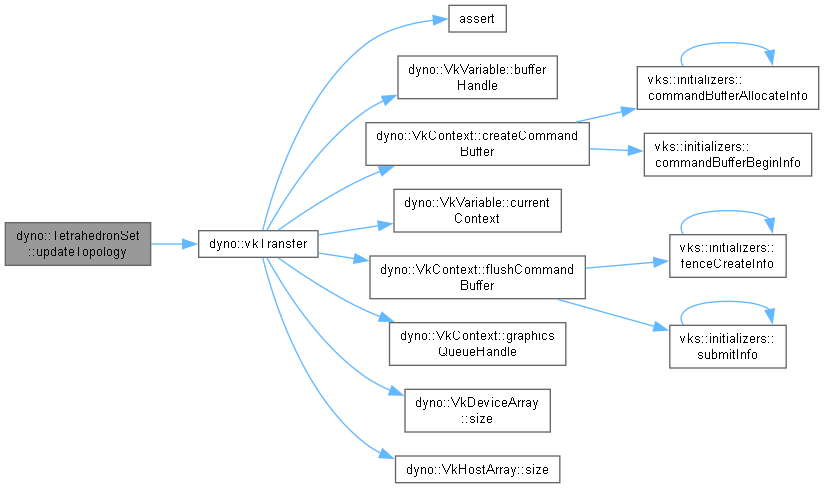 assert
dyno::VkVariable::buffer
Handle
vks::initializers::
commandBufferAllocateInfo
dyno::VkContext::createCommand
Buffer
vks::initializers::
commandBufferBeginInfo
dyno::VkVariable::current
Context
dyno::TetrahedronSet
::updateTopology
dyno::vkTransfer
vks::initializers::
fenceCreateInfo
dyno::VkContext::flushCommand
Buffer
dyno::VkContext::graphics
QueueHandle
vks::initializers::
submitInfo
dyno::VkDeviceArray
::size
dyno::VkHostArray::size